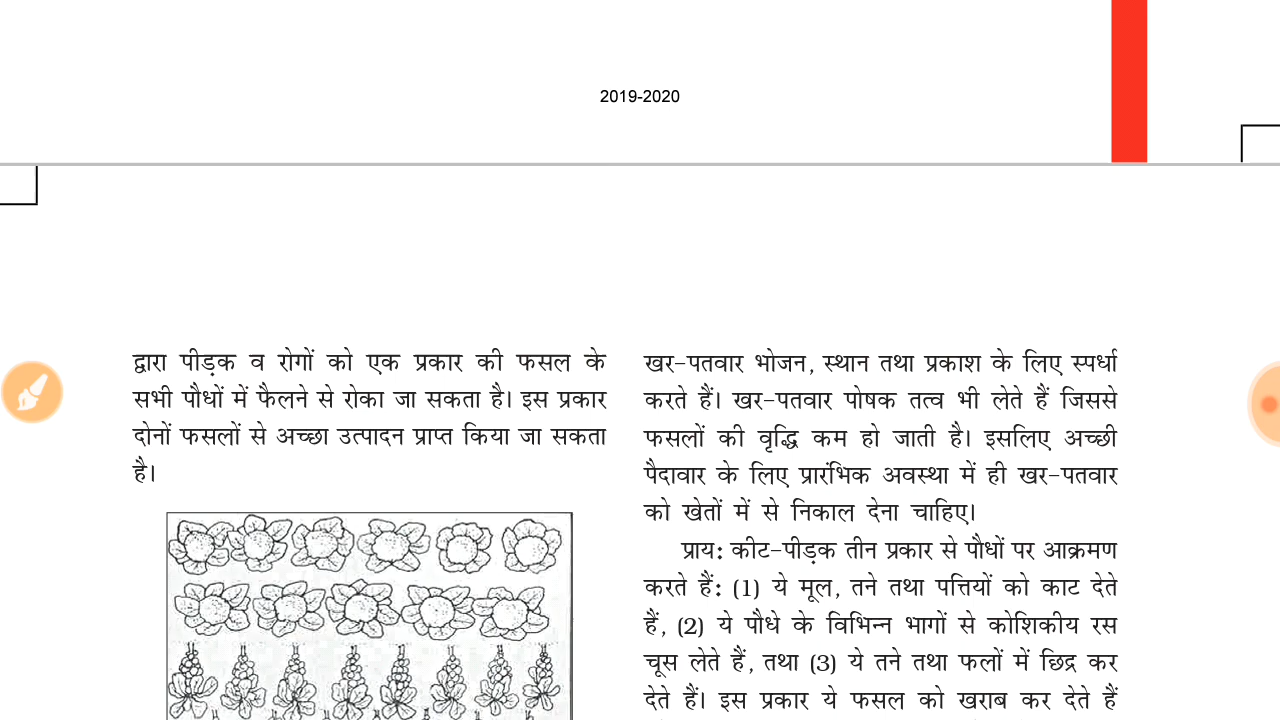 2019-2020
द्वारा पीड़क व रोगों को एक प्रकार की फसल के
सभी पौधों में फैलने से रोका जा सकता है। इस प्रकार
दोनों फसलों से अच्छा उत्पादन प्राप्त किया जा सकता
है।
खर-पतवार भोजन, स्थान तथा प्रकाश के लिए स्पर्धा
करते हैं। खर-पतवार पोषक तत्व भी लेते हैं जिससे
फसलों की वृद्धि कम हो जाती है। इसलिए अच्छी
पैदावार के लिए प्रारंभिक अवस्था में ही खर-पतवार
को खेतों में से निकाल देना चाहिए।
प्राय: कीट-पीड़क तीन प्रकार से पौधों पर आक्रमण
करते हैं: (1) ये मूल, तने तथा पत्तियों को काट देते
हैं, (2) ये पौधे के विभिन्न भागों से कोशिकीय रस
चूस लेते हैं, तथा (3) ये तने तथा फलों में छिद्र कर
देते हैं। इस प्रकार ये फसल को खराब कर देते हैं